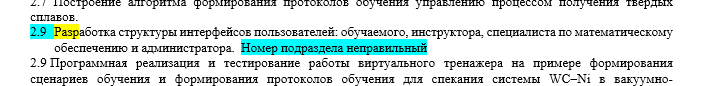 2.7 Построение алгоритма формирования протоколов обучения управлению процессом получения твердых
сплавов.
2.9 Разработка структуры интерфейсов пользователей: обучаемого, инструктора, специалиста по математическому
обеспечению и администратора. Номер подраздела неправильный
2.9 Программная реализация и тестирование работы виртуального тренажера на примере формирования
сценариев обучения и формирования протоколов обучения для спекания системы WC–Ni в вакуумно-